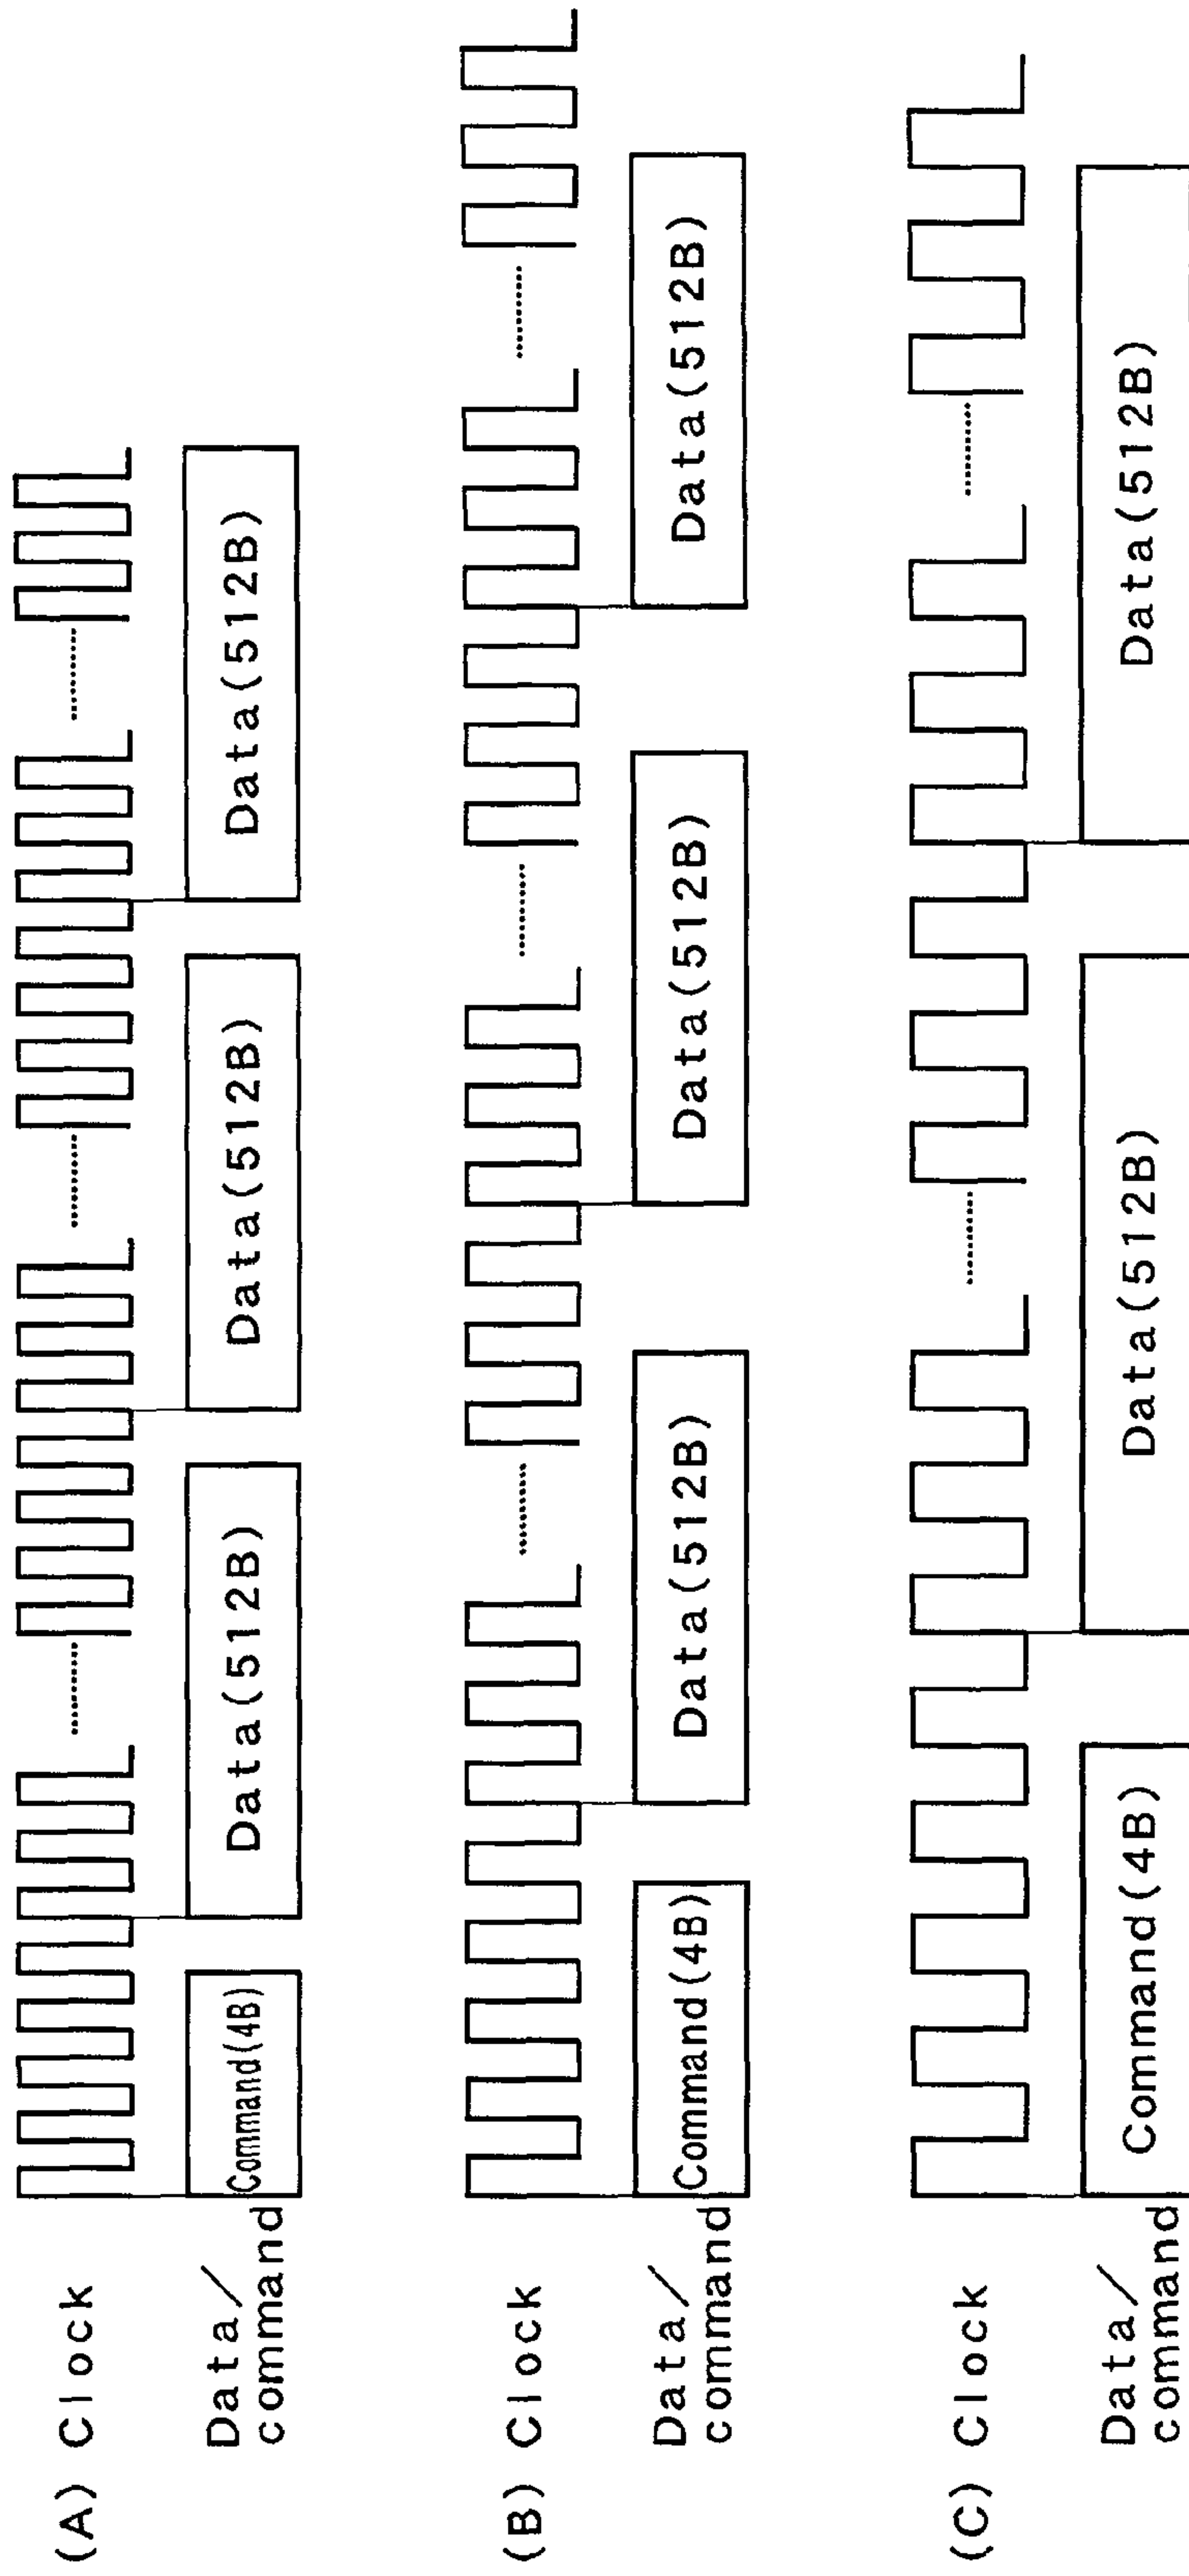 (A) Clock
Data/
command
Command(4B)
Data(512B)
Data(512B)
Data(512B)
(B) Clock
Data/
command
Command(4B)
Data(512B)
Data(512B)
Data(512B)
(C) Clock
Data/
command
Command(4B)
Data(512B)
Data(512B)